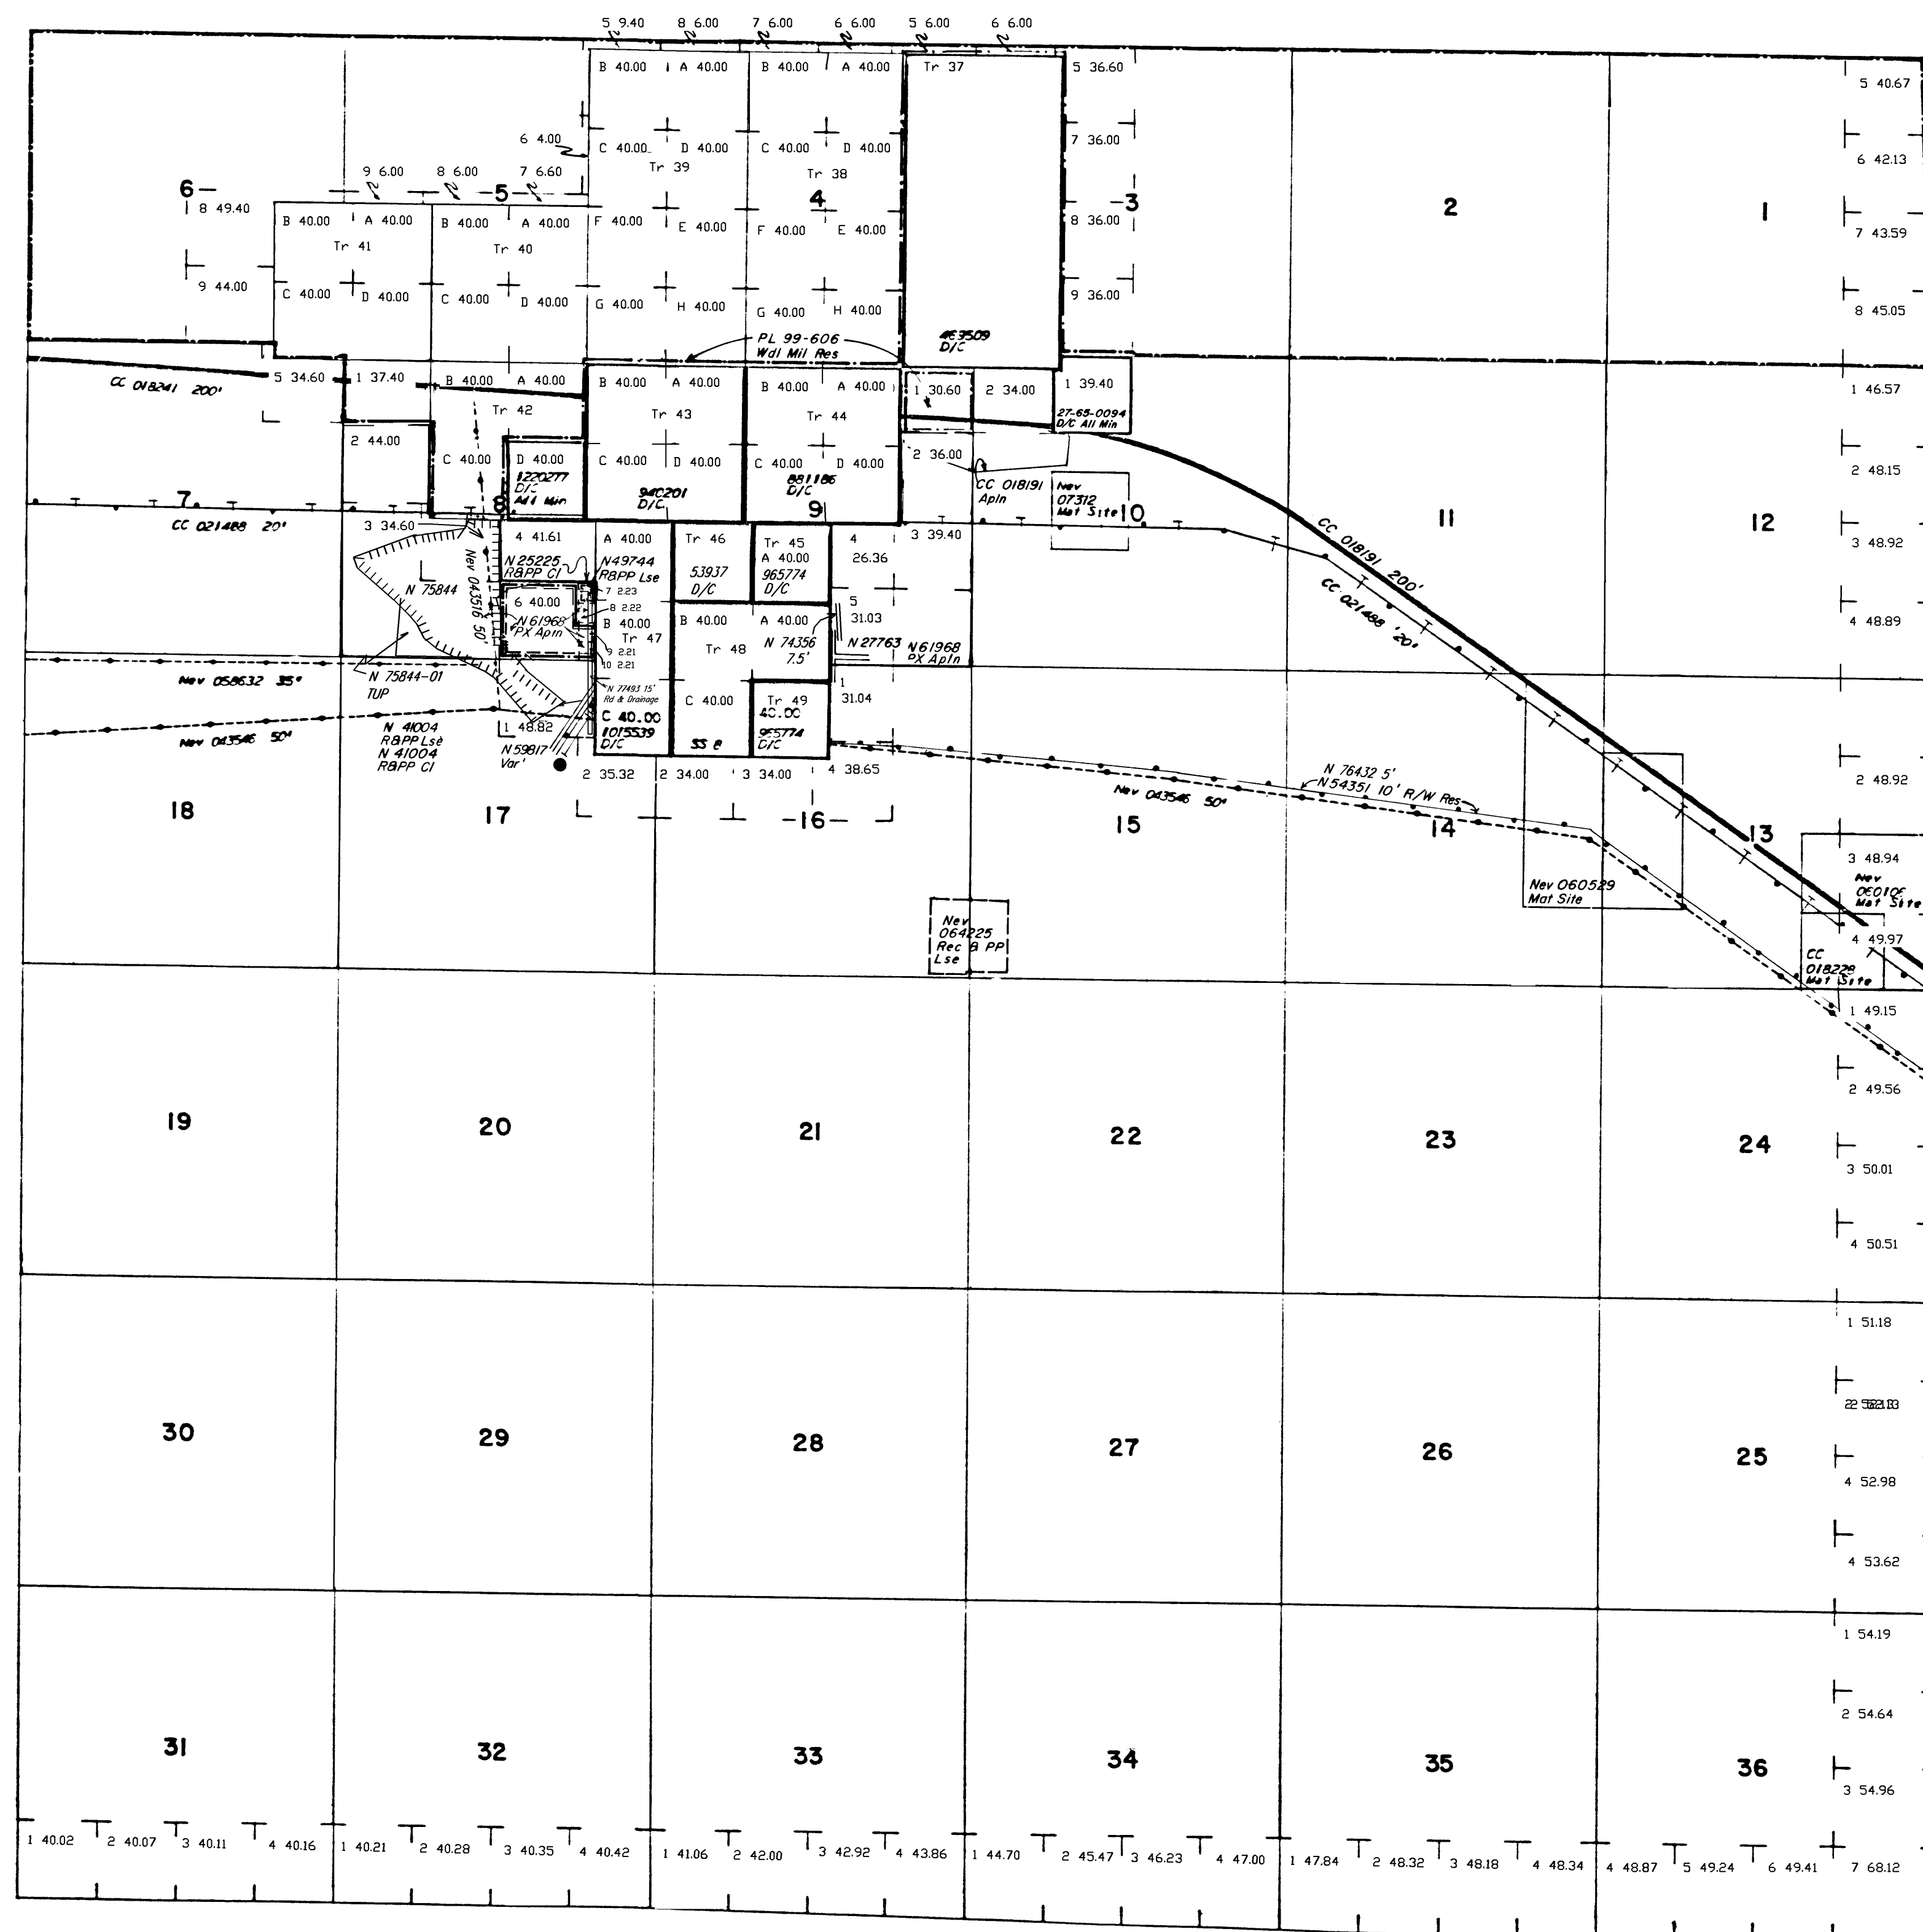 5 9.40 8 6.00 7 6.00 6 6.00 5 6.00 6 6.00
B 40.00 A 40.00 B 40.00 A 40.00 Tr 37 5 36.60
5 40.67
6 4.00
C 40.00 D 40.00 C 40.00 D 40.00 7 36.00
Tr 39 Tr 38
6 42.13
9 6.00 8 6.00 7 6.60
6 5 4 3 2 1
8 49.40
B 40.00 A 40.00 B 40.00 A 40.00 F 40.00 E 40.00 F 40.00 E 40.00 8 36.00
7 43.59
Tr 41 Tr 40
9 44.00
C 40.00 D 40.00 C 40.00 D 40.00 G 40.00 H 40.00 G 40.00 H 40.00 9 36.00
8 45.05
PL 99-606
Wdl Mil Res
463509
D/C
CC 018241 200'
5 34.60 1 37.40 B 40.00 A 40.00 B 40.00 A 40.00 B 40.00 A 40.00 1 30.60 2 34.00 1 39.40
1 46.57
Tr 42 Tr 43 Tr 44
27-65-0094
D/C All Min
2 44.00
C 40.00 D 40.00 C 40.00 D 40.00 C 40.00 D 40.00 2 36.00
2 48.15
1220277
D/C
All Min
940201
D/C
881186
D/C
CC 018191
Apln
Nev
07312
Mat Site
7 8 9 10 11 12
CC 021488 20'
3 34.60
4 41.61 A 40.00 Tr 46 Tr 45 4 3 39.40
A 40.00 26.36
3 48.92
CC 018191 200'
CC 021488 20'
N 25225
R&PP Cl
N49744
R&PP Lse
53937
D/C
965774
D/C
N 75844
Nev 043516 50'
7 2.23
8 2.22
6 40.00
N 61968
PX Apln
B 40.00
Tr 47
9 2.21
10 2.21
B 40.00 A 40.00
5
31.03
4 48.89
Tr 48
N 74356
7.5'
N 27763
N 61968
PX Apln
Nev 058632 35'
N 75844-01
TUP
N 77493 15'
Rd & Drainage
C 40.00 Tr 49
40.00
1
31.04
C 40.00
1015539
D/C
965774
D/C
1 48.82
Nev 043546 50'
N 41004
R&PP Lse
N 41004
R&PP Cl
N 59817
Var'
2 35.32 2 34.00 3 34.00 4 38.65
N 76432 5'
N54351 10' R/W Res
Nev 043546 50'
2 48.92
18 17 16 15 14 13
3 48.94
Nev 060529
Mat Site
Nev
Mat Site
Nev
064225
Rec & PP
Lse
4 49.97
CC
018229
Mat Site
1 49.15
2 49.56
19 20 21 22 23 24
3 50.01
4 50.51
1 51.18
30 29 28 27 26 25
4 52.98
4 53.62
1 54.19
2 54.64
31 32 33 34 35 36
3 54.96
1 40.02 2 40.07 3 40.11 4 40.16 1 40.21 2 40.28 3 40.35 4 40.42 1 41.06 2 42.00 3 42.92 4 43.86 1 44.70 2 45.47 3 46.23 4 47.00 1 47.84 2 48.32 3 48.18 4 48.34 4 48.87 5 49.24 6 49.41 7 68.12